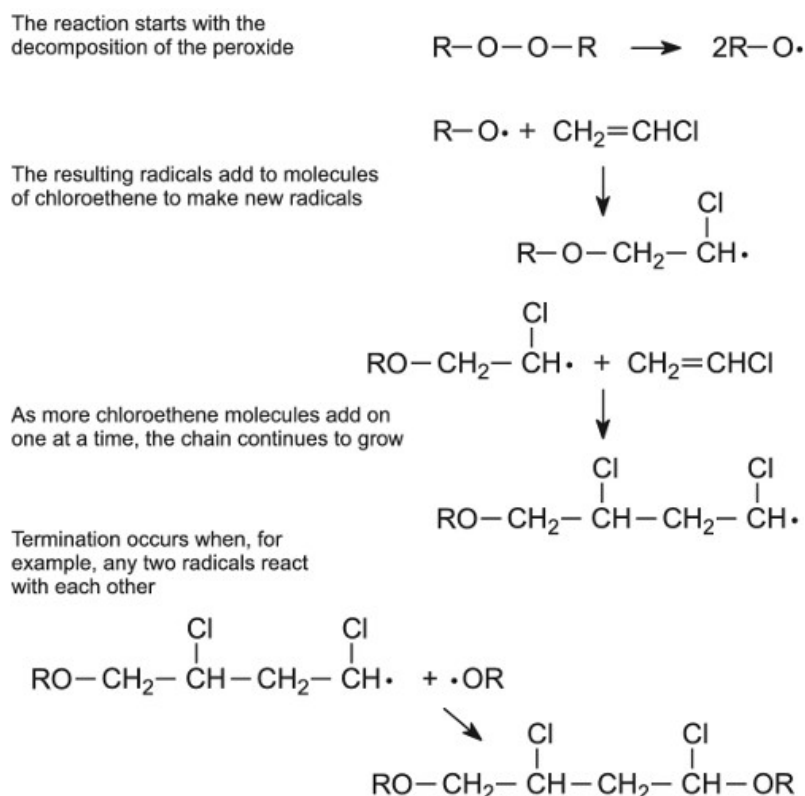 The reaction starts with the
decomposition of the peroxide
R–O–O–R → 2R–O•
R–O• + CH₂=CHCl
The resulting radicals add to molecules
of chloroethene to make new radicals
Cl
R–O–CH₂–CH•
Cl
RO–CH₂–CH• + CH₂=CHCl
As more chloroethene molecules add on
one at a time, the chain continues to grow
Cl Cl
RO–CH₂–CH–CH₂–CH•
Termination occurs when, for
example, any two radicals react
with each other
Cl Cl
RO–CH₂–CH–CH₂–CH• + •OR
Cl Cl
RO–CH₂–CH–CH₂–CH–OR